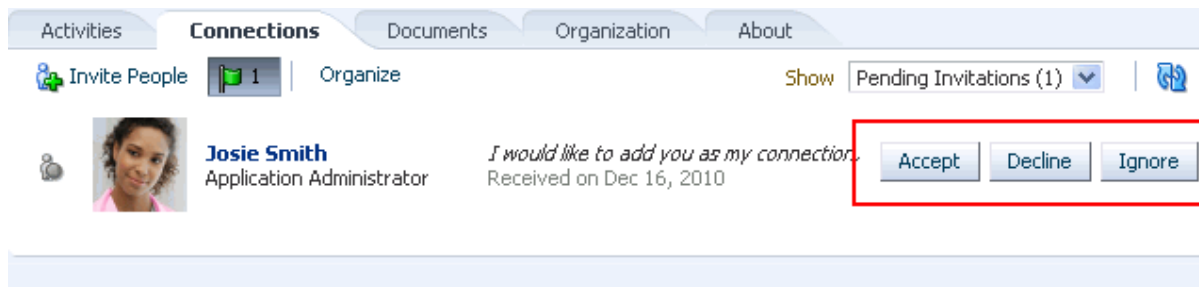 Activities Connections Documents Organization About
Invite People 1 Organize Show Pending Invitations (1)
Josie Smith I would like to add you as my connection. Accept Decline Ignore
Application Administrator Received on Dec 16, 2010